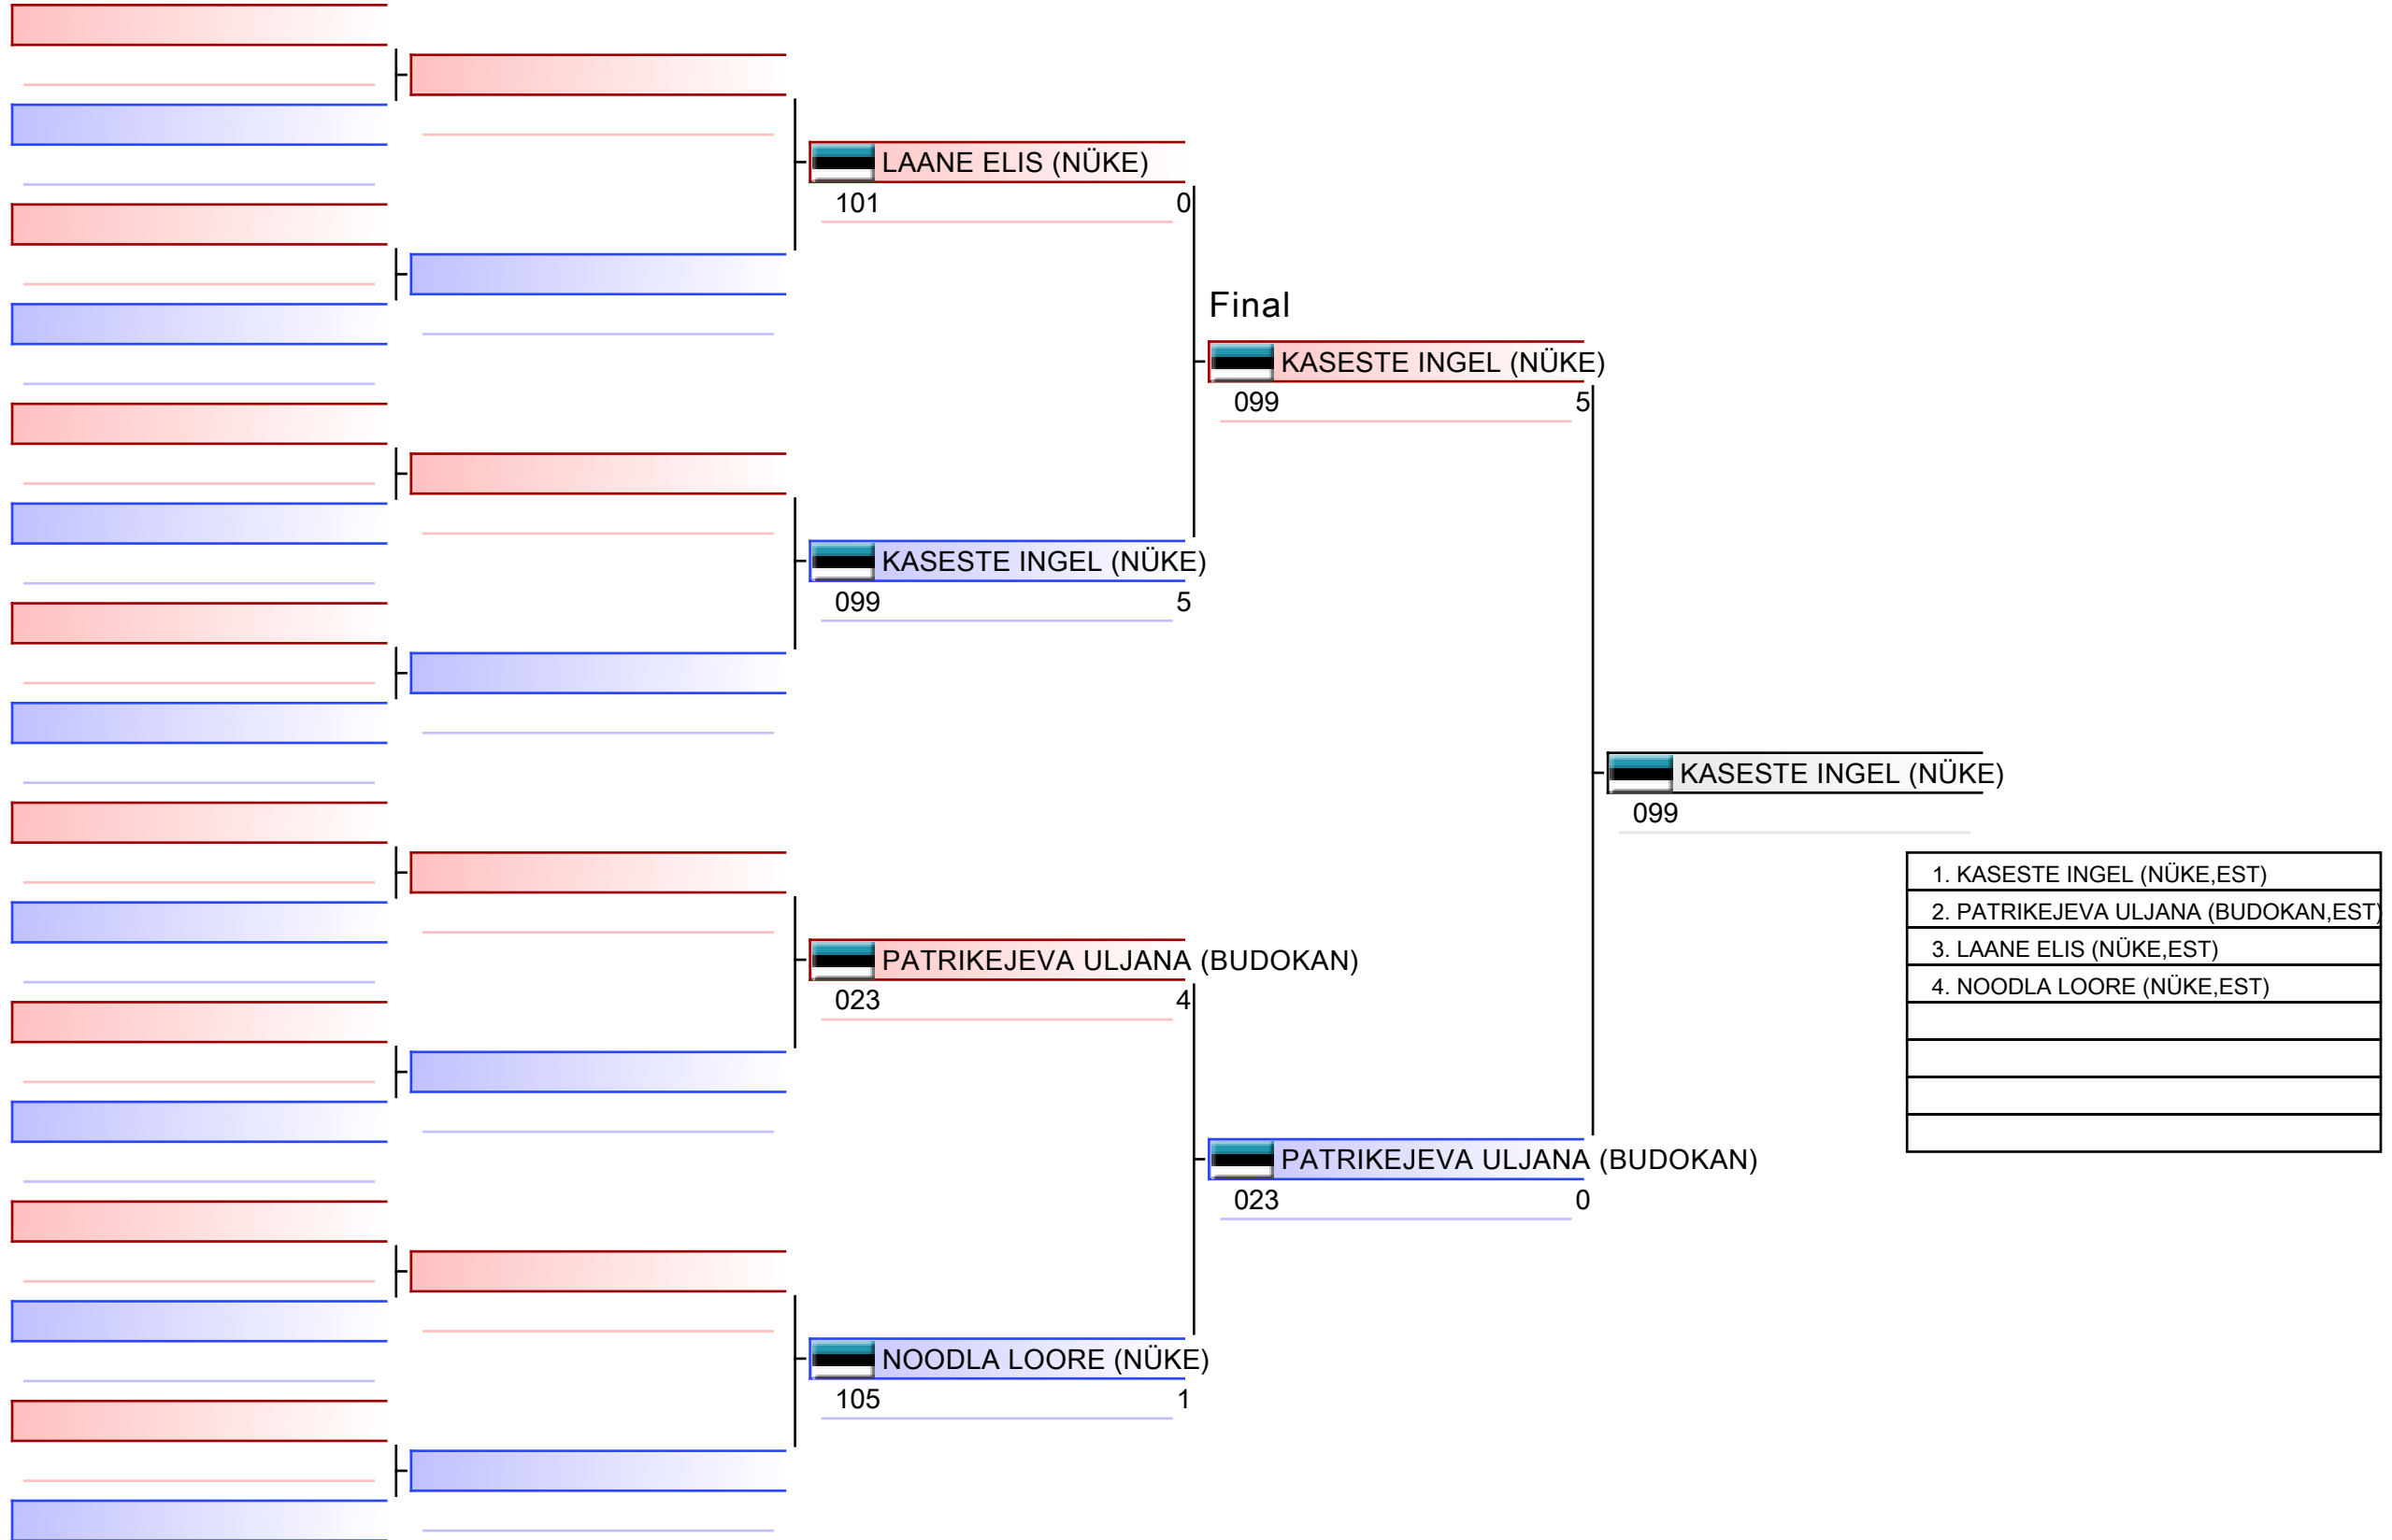 LAANE ELIS (NÜKE)
101 0
Final
KASESTE INGEL (NÜKE)
099 5
KASESTE INGEL (NÜKE)
099 5
KASESTE INGEL (NÜKE)
099
1. KASESTE INGEL (NÜKE,EST)
2. PATRIKEJEVA ULJANA (BUDOKAN,EST)
3. LAANE ELIS (NÜKE,EST)
4. NOODLA LOORE (NÜKE,EST)
PATRIKEJEVA ULJANA (BUDOKAN)
023 4
PATRIKEJEVA ULJANA (BUDOKAN)
023 0
NOODLA LOORE (NÜKE)
105 1